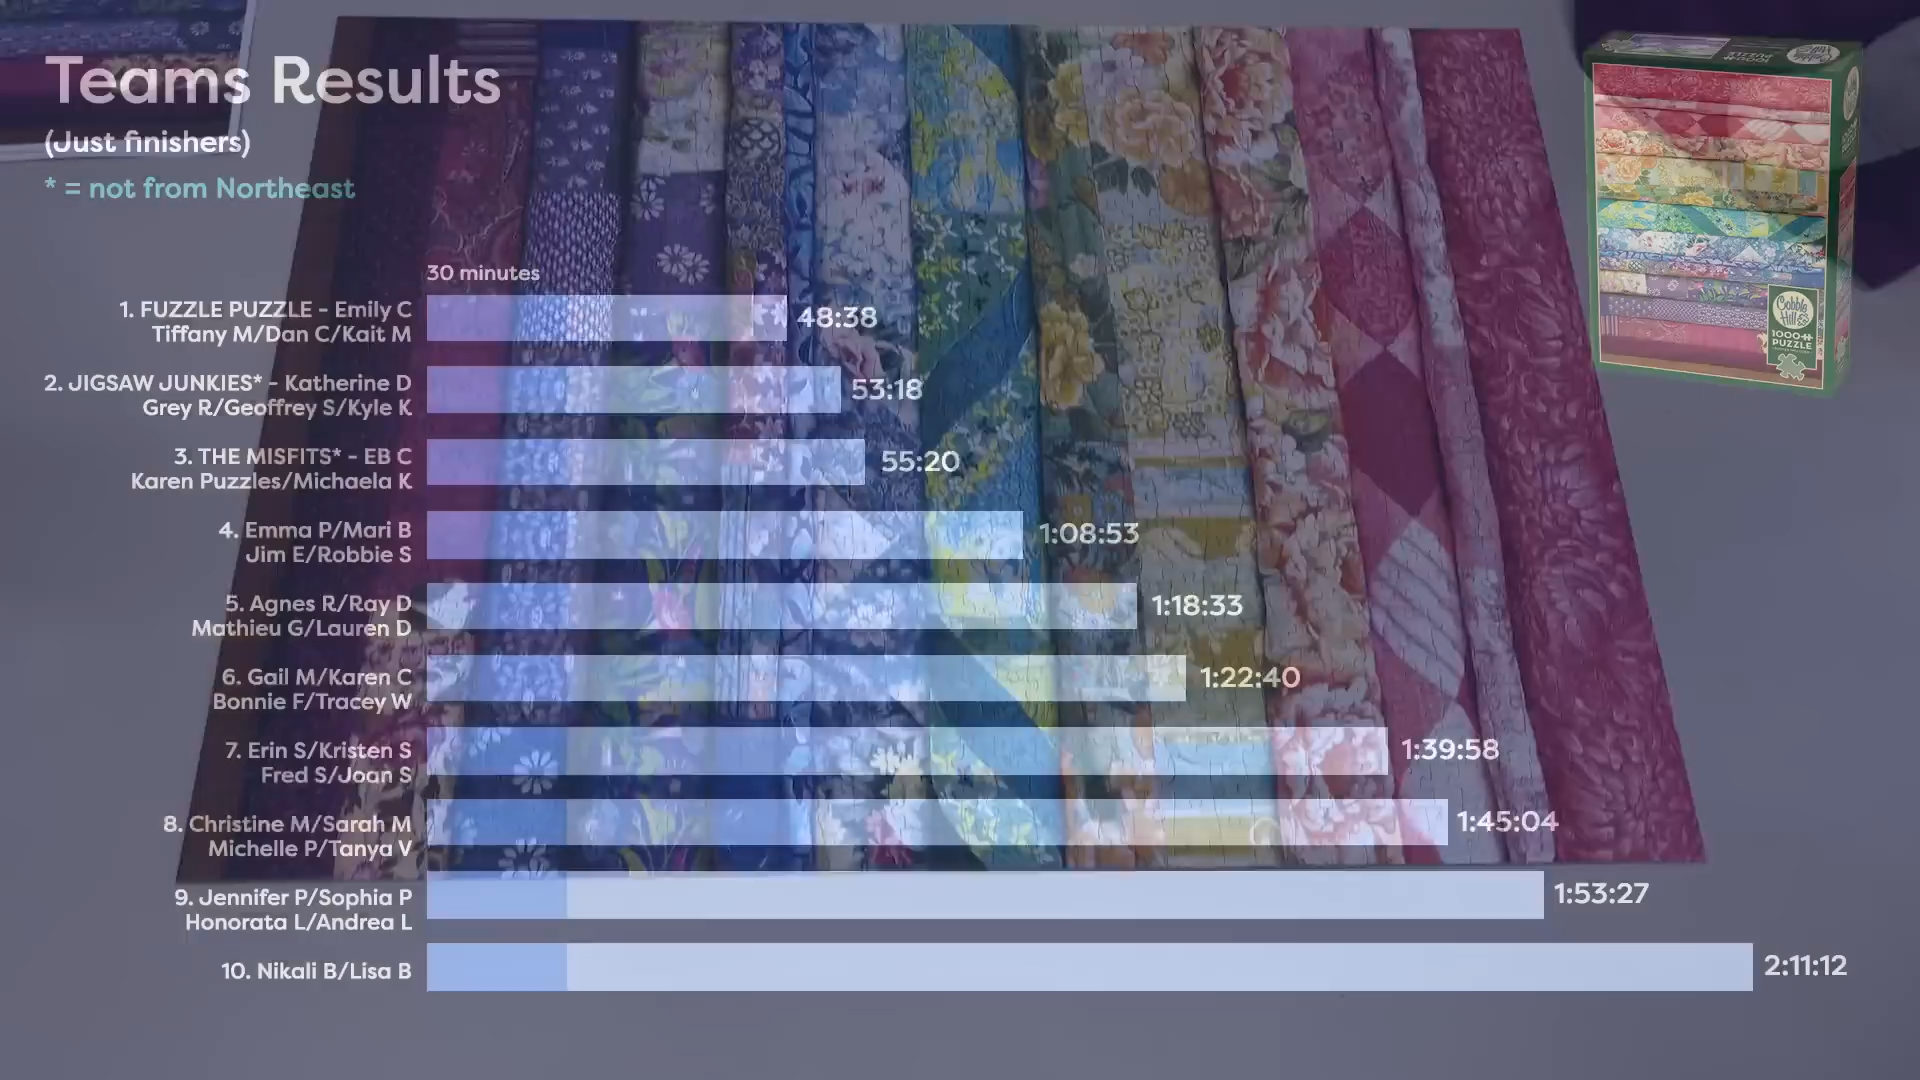 Teams Results
(Just finishers)
* = not from Northeast
30 minutes
1. FUZZLE PUZZLE - Emily C
Tiffany M/Dan C/Kait M
48:38
2. JIGSAW JUNKIES* - Katherine D
Grey R/Geoffrey S/Kyle K
53:18
3. THE MISFITS* - EB C
Karen Puzzles/Michaela K
55:20
4. Emma P/Mari B
Jim E/Robbie S
1:08:53
5. Agnes R/Ray D
Mathieu G/Lauren D
1:18:33
6. Gail M/Karen C
Bonnie F/Tracey W
1:22:40
7. Erin S/Kristen S
Fred S/Joan S
1:39:58
8. Christine M/Sarah M
Michelle P/Tanya V
1:45:04
9. Jennifer P/Sophia P
Honorata L/Andrea L
1:53:27
10. Nikali B/Lisa B
2:11:12
Cobble
Hill
1000
PUZZLE